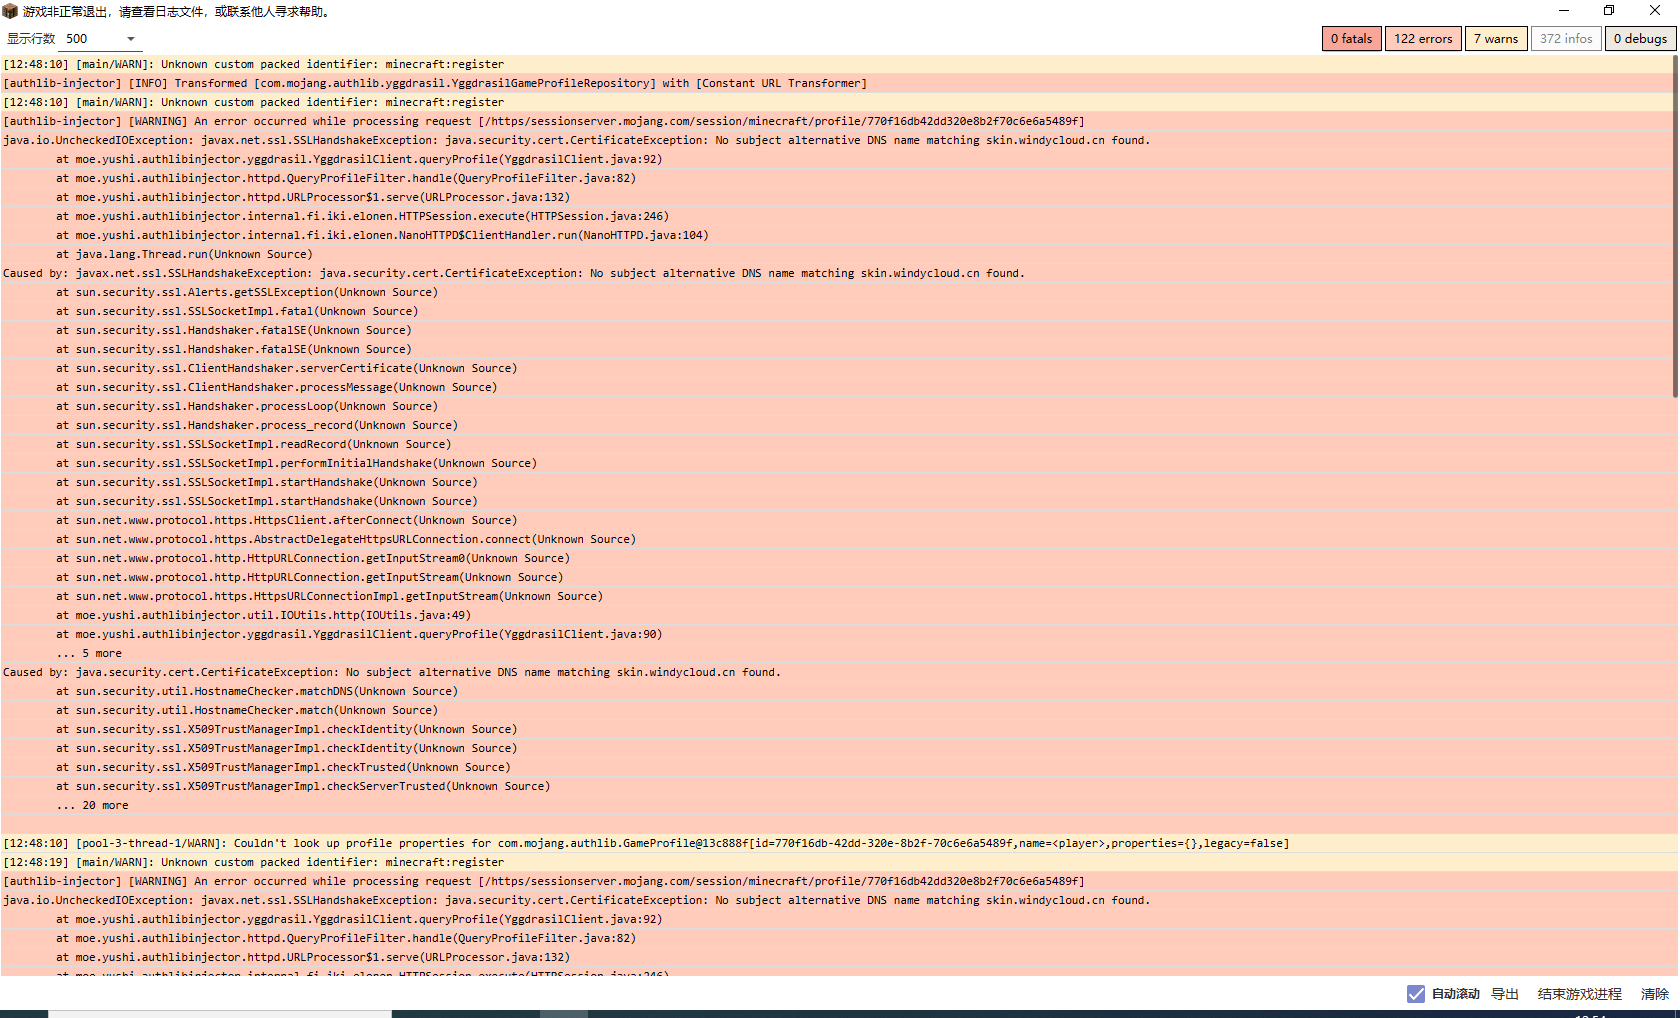 游戏非正常退出，请查看日志文件，或联系他人寻求帮助。
显示行数 500 0 fatals 122 errors 7 warns 372 infos 0 debugs
[12:48:10] [main/WARN]: Unknown custom packed identifier: minecraft:register
[authlib-injector] [INFO] Transformed [com.mojang.authlib.yggdrasil.YggdrasilGameProfileRepository] with [Constant URL Transformer]
[12:48:10] [main/WARN]: Unknown custom packed identifier: minecraft:register
[authlib-injector] [WARNING] An error occurred while processing request [/https/sessionserver.mojang.com/session/minecraft/profile/770f16db42dd320e8b2f70c6e6a5489f]
java.io.UncheckedIOException: javax.net.ssl.SSLHandshakeException: java.security.cert.CertificateException: No subject alternative DNS name matching skin.windycloud.cn found.
at moe.yushi.authlibinjector.yggdrasil.YggdrasilClient.queryProfile(YggdrasilClient.java:92)
at moe.yushi.authlibinjector.httpd.QueryProfileFilter.handle(QueryProfileFilter.java:82)
at moe.yushi.authlibinjector.httpd.URLProcessor$1.serve(URLProcessor.java:132)
at moe.yushi.authlibinjector.internal.fi.iki.elonen.HTTPSession.execute(HTTPSession.java:246)
at moe.yushi.authlibinjector.internal.fi.iki.elonen.NanoHTTPD$ClientHandler.run(NanoHTTPD.java:104)
at java.lang.Thread.run(Unknown Source)
Caused by: javax.net.ssl.SSLHandshakeException: java.security.cert.CertificateException: No subject alternative DNS name matching skin.windycloud.cn found.
at sun.security.ssl.Alerts.getSSLException(Unknown Source)
at sun.security.ssl.SSLSocketImpl.fatal(Unknown Source)
at sun.security.ssl.Handshaker.fatalSE(Unknown Source)
at sun.security.ssl.Handshaker.fatalSE(Unknown Source)
at sun.security.ssl.ClientHandshaker.serverCertificate(Unknown Source)
at sun.security.ssl.ClientHandshaker.processMessage(Unknown Source)
at sun.security.ssl.Handshaker.processLoop(Unknown Source)
at sun.security.ssl.Handshaker.process_record(Unknown Source)
at sun.security.ssl.SSLSocketImpl.readRecord(Unknown Source)
at sun.security.ssl.SSLSocketImpl.performInitialHandshake(Unknown Source)
at sun.security.ssl.SSLSocketImpl.startHandshake(Unknown Source)
at sun.security.ssl.SSLSocketImpl.startHandshake(Unknown Source)
at sun.net.www.protocol.https.HttpsClient.afterConnect(Unknown Source)
at sun.net.www.protocol.https.AbstractDelegateHttpsURLConnection.connect(Unknown Source)
at sun.net.www.protocol.http.HttpURLConnection.getInputStream0(Unknown Source)
at sun.net.www.protocol.http.HttpURLConnection.getInputStream(Unknown Source)
at sun.net.www.protocol.https.HttpsURLConnectionImpl.getInputStream(Unknown Source)
at moe.yushi.authlibinjector.util.IOUtils.http(IOUtils.java:49)
at moe.yushi.authlibinjector.yggdrasil.YggdrasilClient.queryProfile(YggdrasilClient.java:90)
... 5 more
Caused by: java.security.cert.CertificateException: No subject alternative DNS name matching skin.windycloud.cn found.
at sun.security.util.HostnameChecker.matchDNS(Unknown Source)
at sun.security.util.HostnameChecker.match(Unknown Source)
at sun.security.ssl.X509TrustManagerImpl.checkIdentity(Unknown Source)
at sun.security.ssl.X509TrustManagerImpl.checkIdentity(Unknown Source)
at sun.security.ssl.X509TrustManagerImpl.checkTrusted(Unknown Source)
at sun.security.ssl.X509TrustManagerImpl.checkServerTrusted(Unknown Source)
... 20 more
[12:48:10] [pool-3-thread-1/WARN]: Couldn't look up profile properties for com.mojang.authlib.GameProfile@13c888f[id=770f16db-42dd-320e-8b2f-70c6e6a5489f,name=<player>,properties={},legacy=false]
[12:48:19] [main/WARN]: Unknown custom packed identifier: minecraft:register
[authlib-injector] [WARNING] An error occurred while processing request [/https/sessionserver.mojang.com/session/minecraft/profile/770f16db42dd320e8b2f70c6e6a5489f]
java.io.UncheckedIOException: javax.net.ssl.SSLHandshakeException: java.security.cert.CertificateException: No subject alternative DNS name matching skin.windycloud.cn found.
at moe.yushi.authlibinjector.yggdrasil.YggdrasilClient.queryProfile(YggdrasilClient.java:92)
at moe.yushi.authlibinjector.httpd.QueryProfileFilter.handle(QueryProfileFilter.java:82)
at moe.yushi.authlibinjector.httpd.URLProcessor$1.serve(URLProcessor.java:132)
at moe.yushi.authlibinjector.internal.fi.iki.elonen.HTTPSession.execute(HTTPSession.java:246)
自动滚动 导出 结束游戏进程 清除